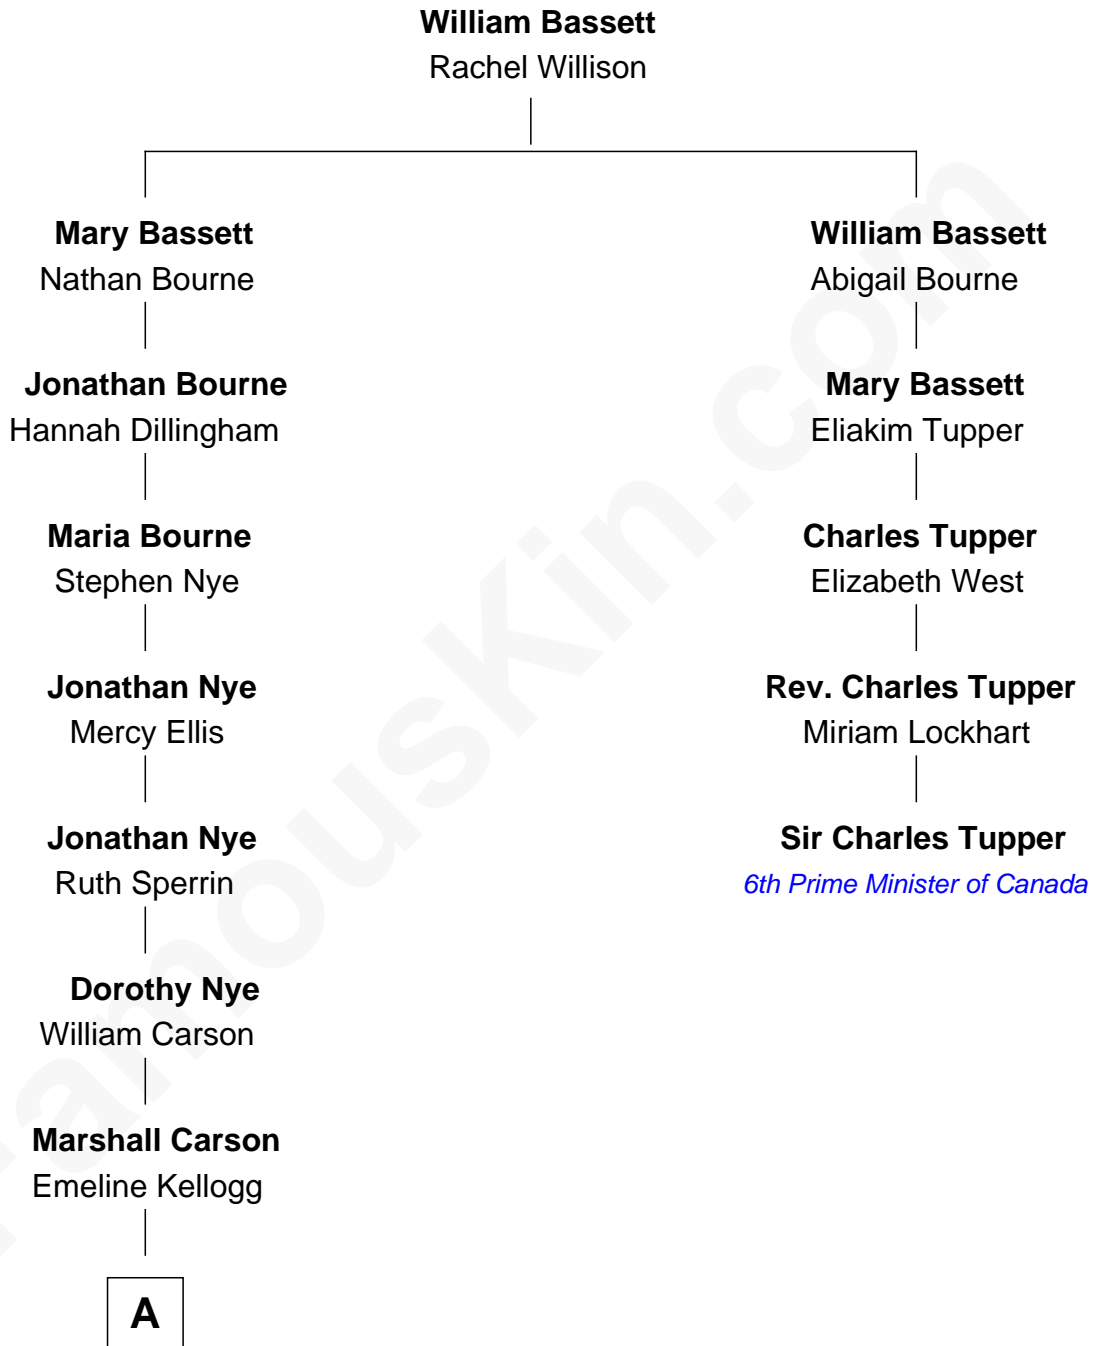 William Bassett
Rachel Willison
Mary Bassett
Nathan Bourne
Jonathan Bourne
Hannah Dillingham
Maria Bourne
Stephen Nye
Jonathan Nye
Mercy Ellis
Jonathan Nye
Ruth Sperrin
Dorothy Nye
William Carson
Marshall Carson
Emeline Kellogg
A
William Bassett
Abigail Bourne
Mary Bassett
Eliakim Tupper
Charles Tupper
Elizabeth West
Rev. Charles Tupper
Miriam Lockhart
Sir Charles Tupper
6th Prime Minister of Canada
FamousKin.com